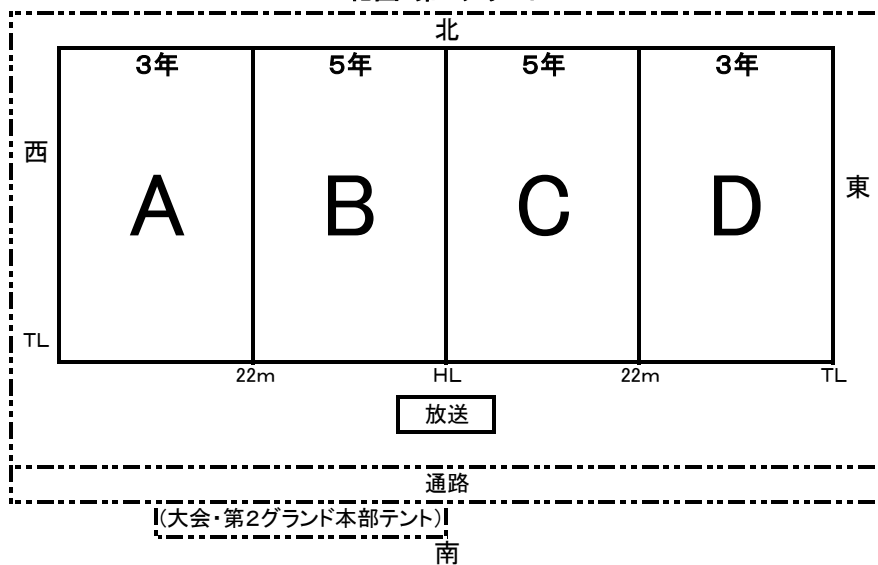 北
3年 5年 5年 3年
西
A B C D
東
TL
22m HL 22m TL
放送
通路
(大会・第2グランド本部テント)
南